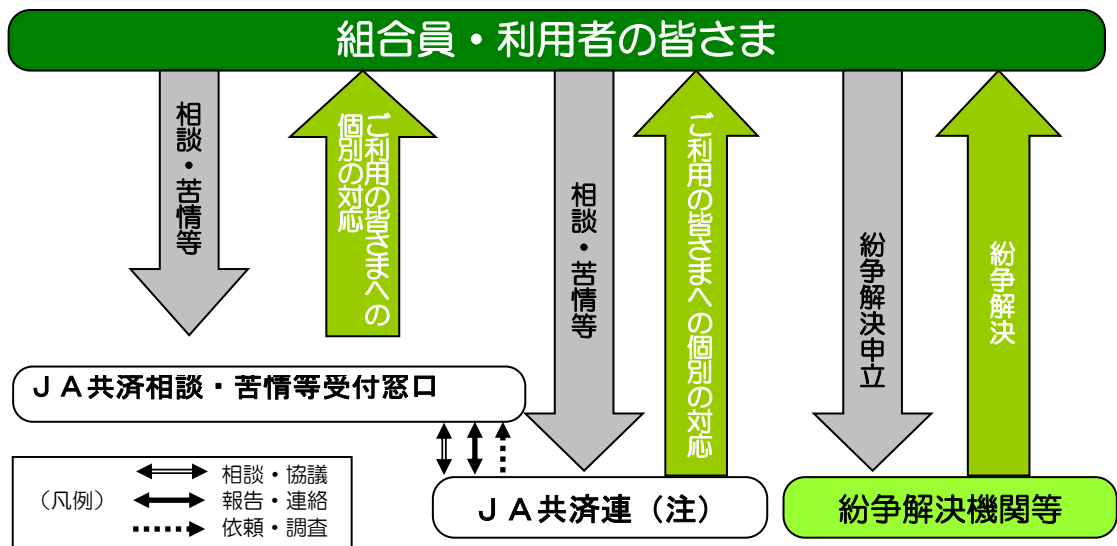 組合員・利用者の皆さま
相談・苦情等
ご利用の皆さまへの
個別の対応
相談・苦情等
ご利用の皆さまへの個別の対応
紛争解決申立
紛争解決
ＪＡ共済相談・苦情等受付窓口
ＪＡ共済連（注）
紛争解決機関等
（凡例）
相談・協議
報告・連絡
依頼・調査